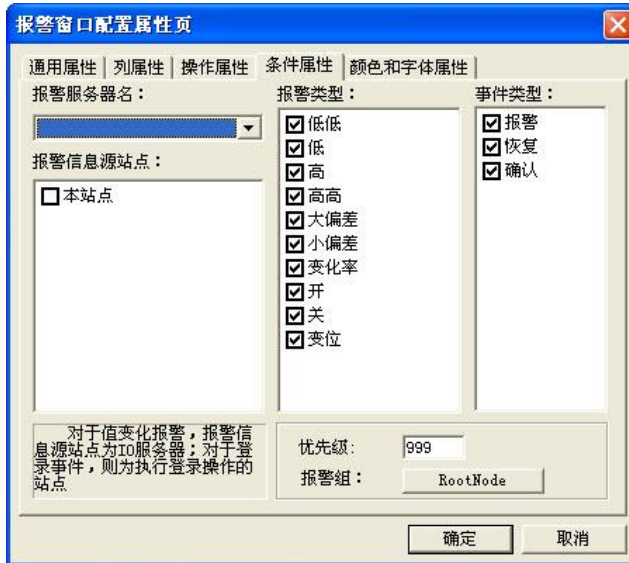 报警窗口配置属性页
通用属性 列属性 操作属性 条件属性 颜色和字体属性
报警服务器名：
报警信息源站点：
本站点
报警类型：
低低
低
高
高高
大偏差
小偏差
变化率
开
关
变位
事件类型：
报警
恢复
确认
对于值变化报警，报警信
息源站点为IO服务器；对于登
录事件，则为执行登录操作的
站点
优先级：999
报警组：RootNode
确定 取消